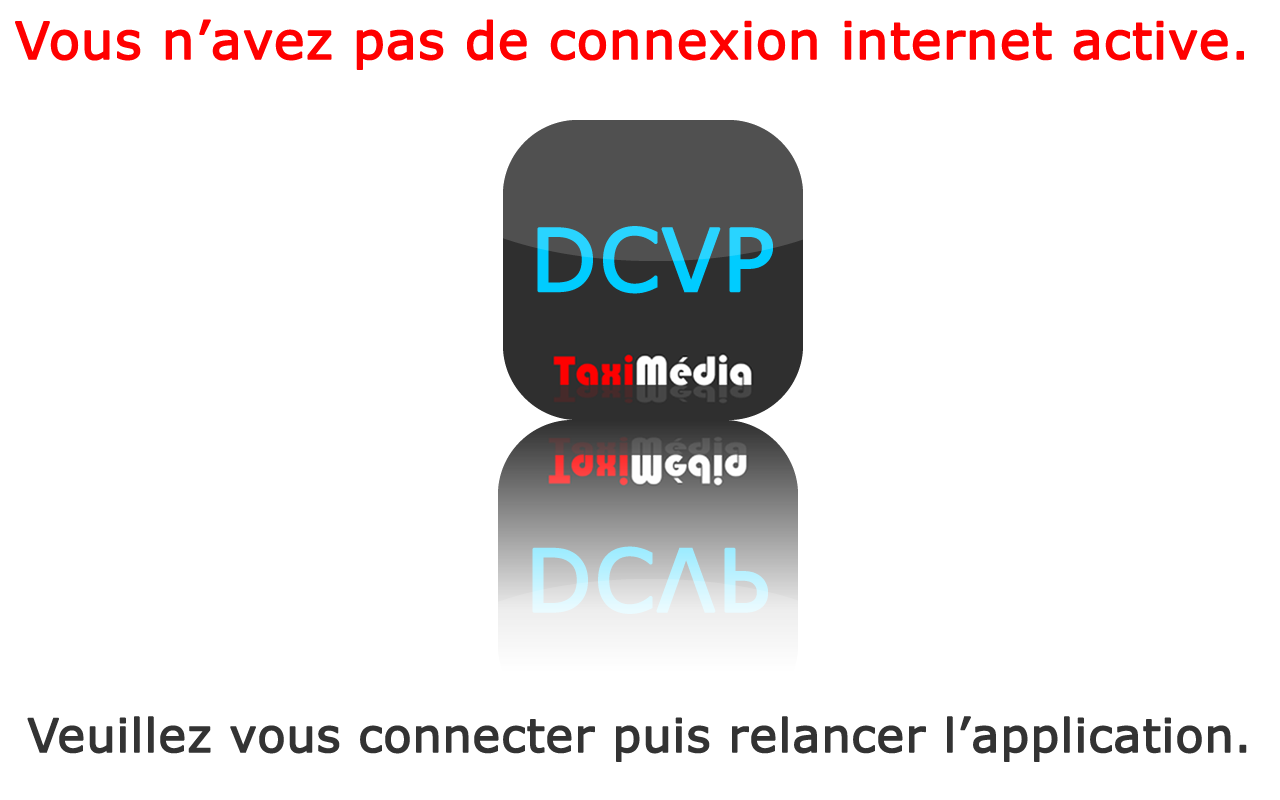 Vous n’avez pas de connexion internet active.
DCVP
TaxiMédia
Veuillez vous connecter puis relancer l’application.